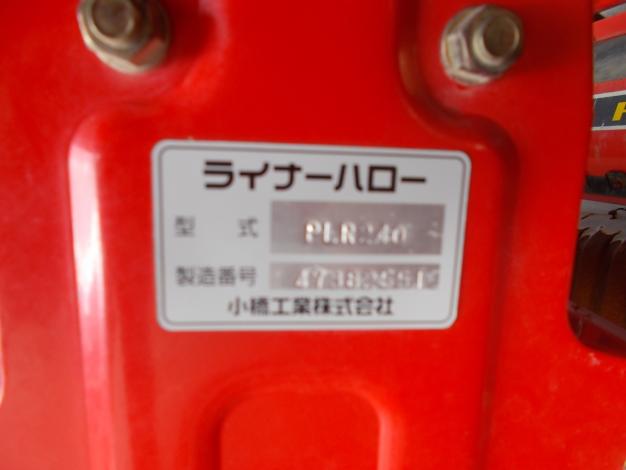 ライナーハロー
型 式 PLR240
製造番号
小橋工業株式会社